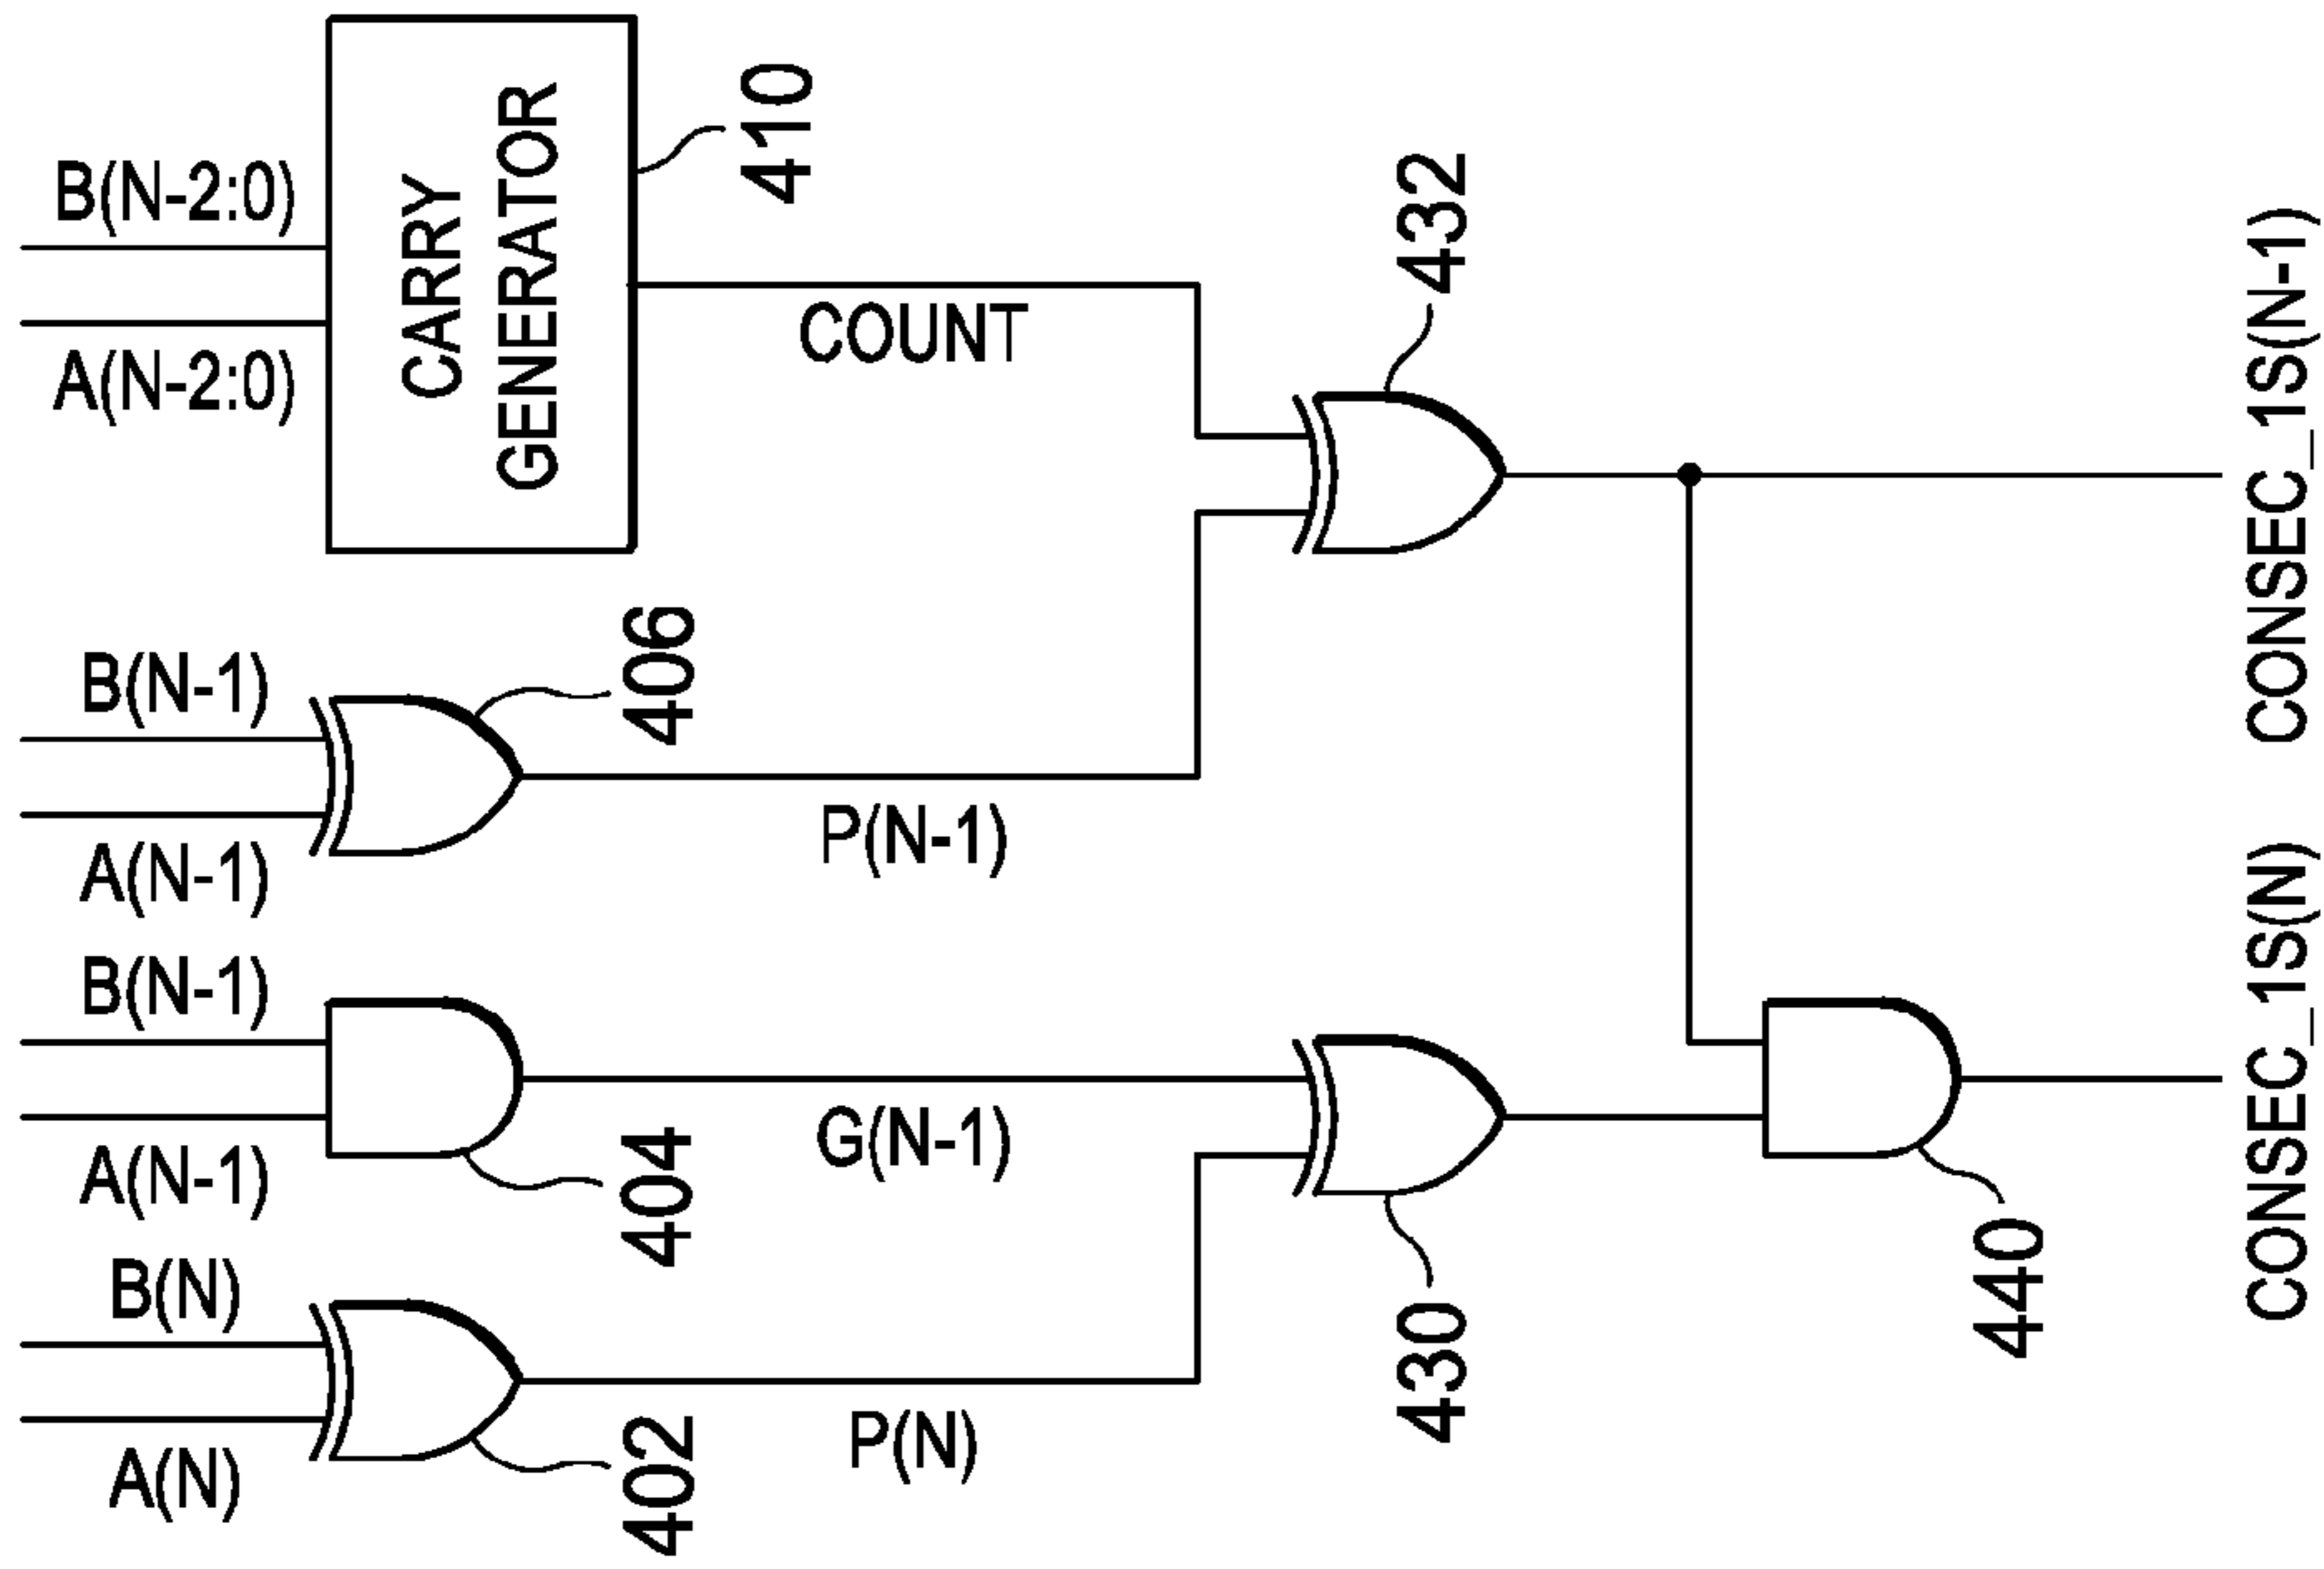 B(N-2:0)
A(N-2:0)
CARRY
GENERATOR
410
COUNT
432
B(N-1)
A(N-1)
406
P(N-1)
CONSEC_1S(N-1)
B(N-1)
A(N-1)
404
G(N-1)
B(N)
A(N)
402
P(N)
430
440
CONSEC_1S(N)